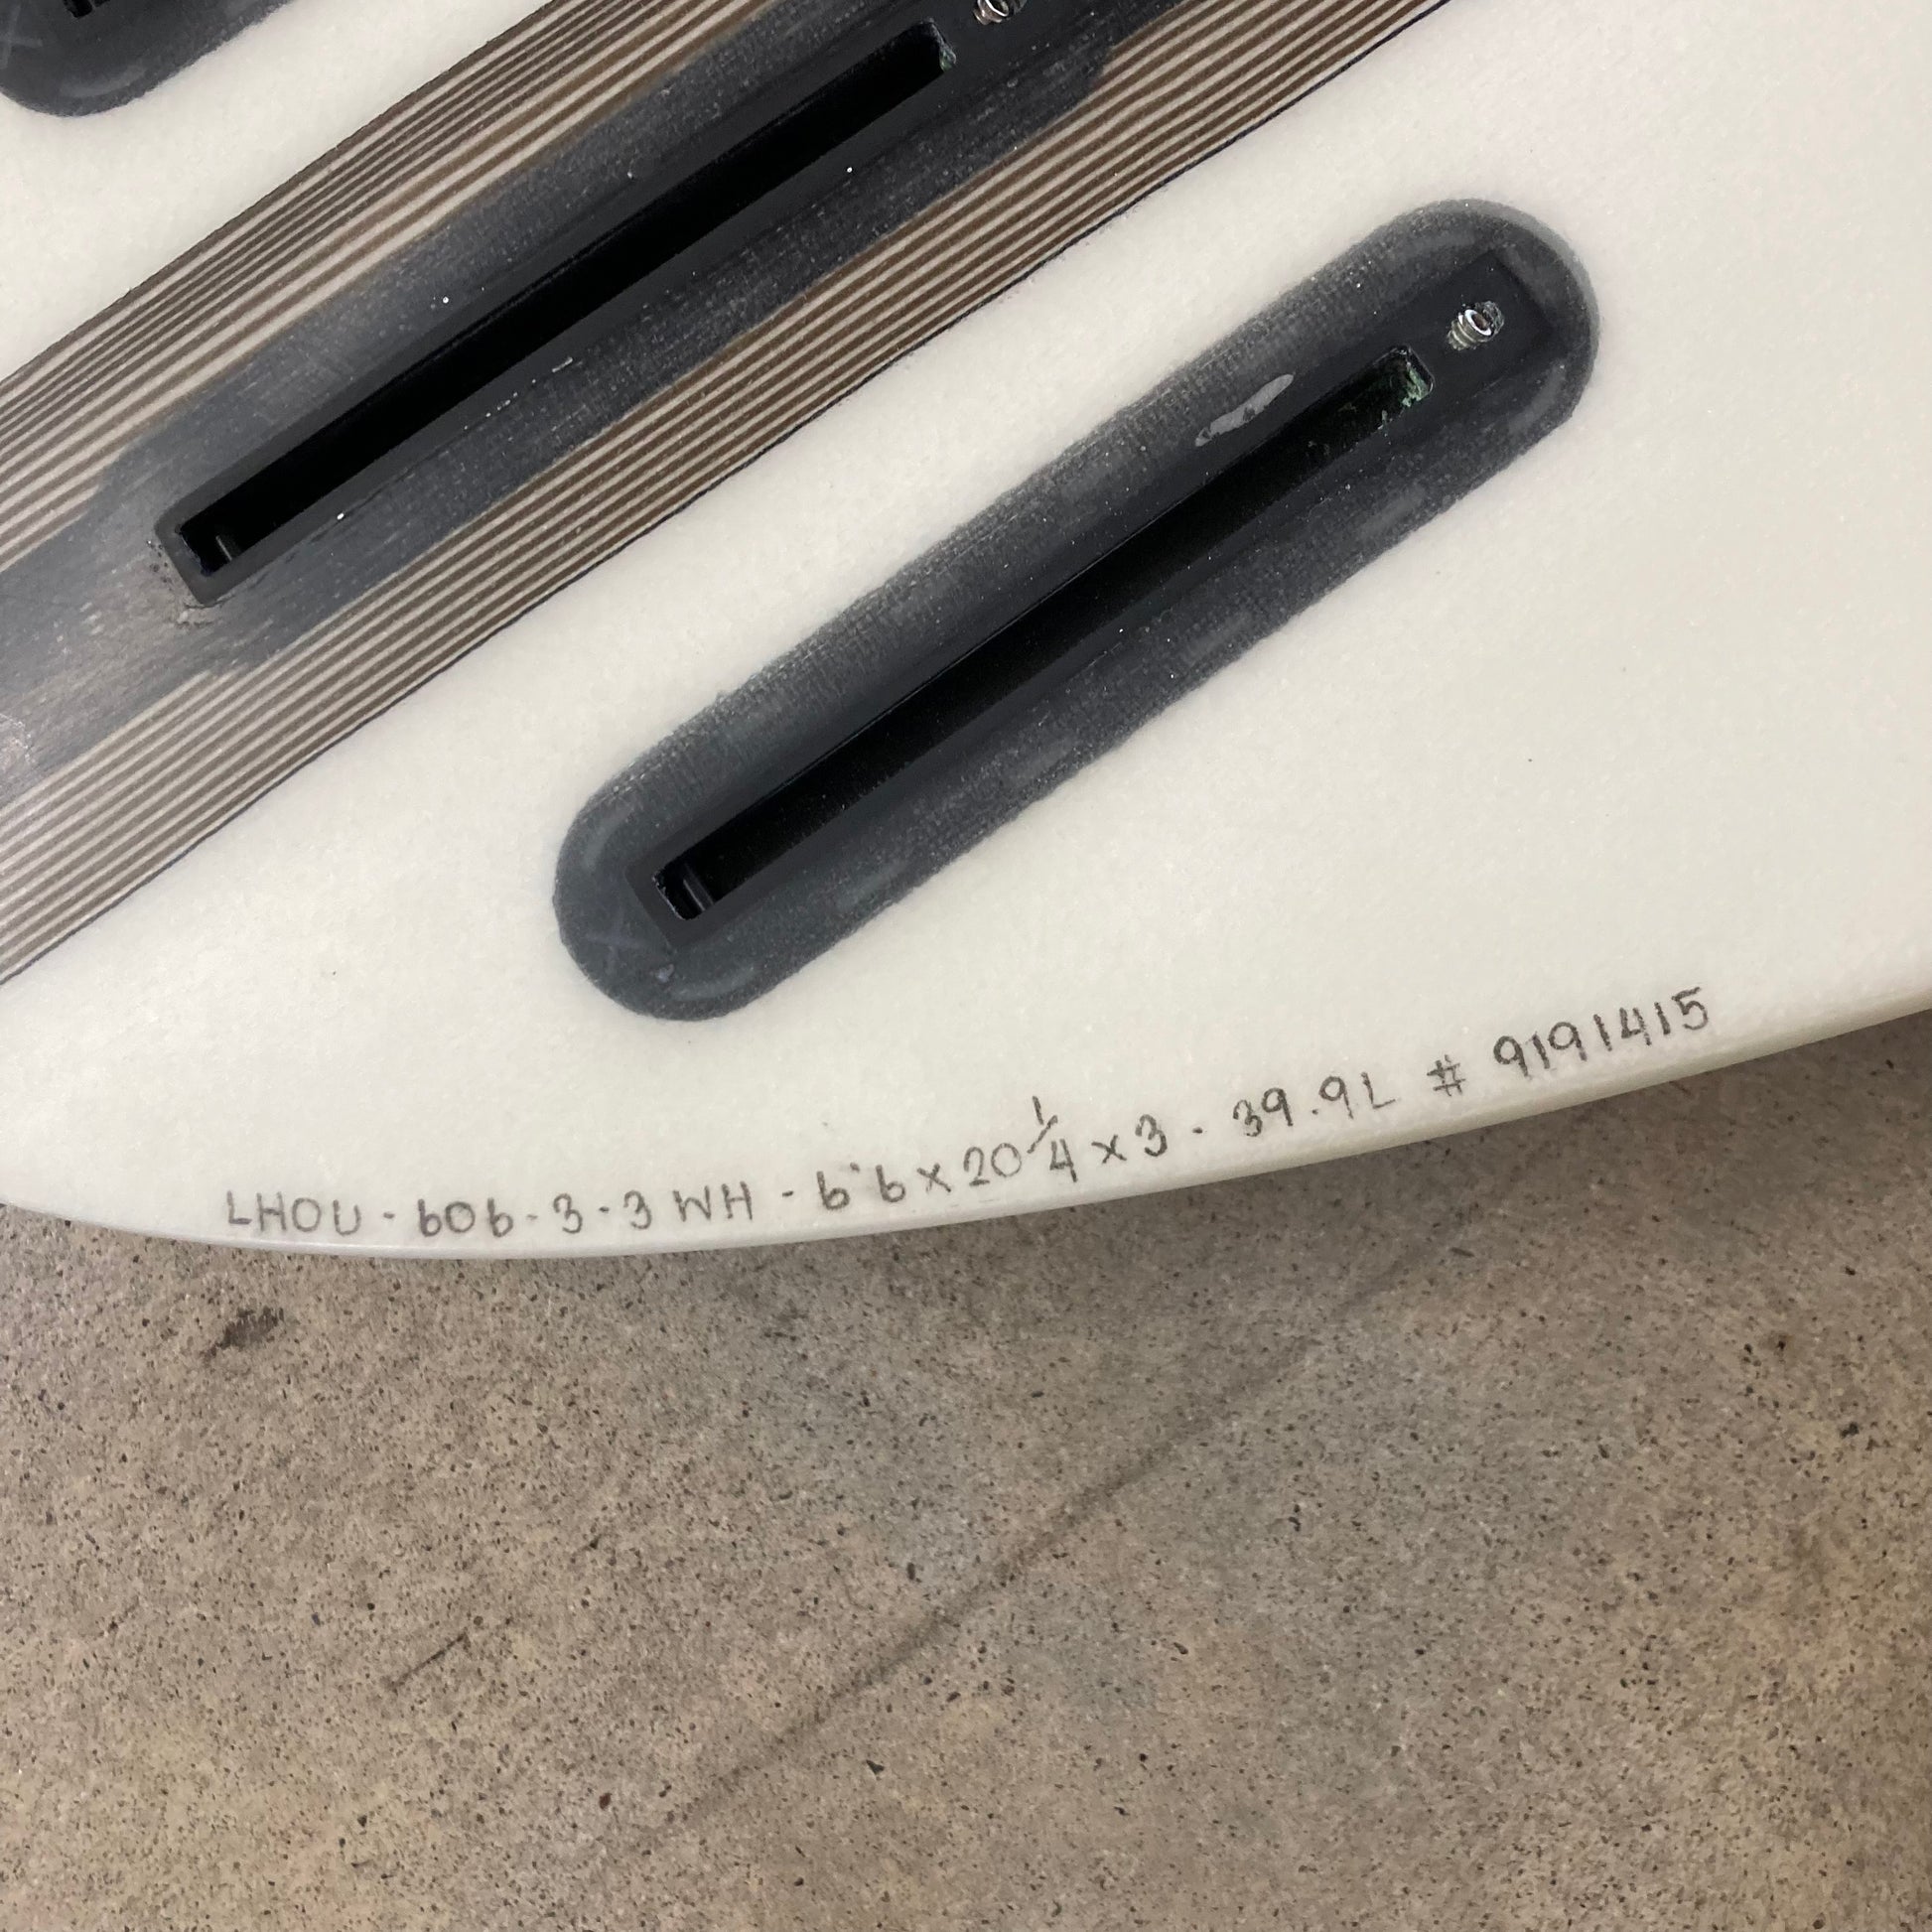 LHOU - 606-3-3 WH - 6'6 x 20 1/4 x 3 - 39.9L # 9191415